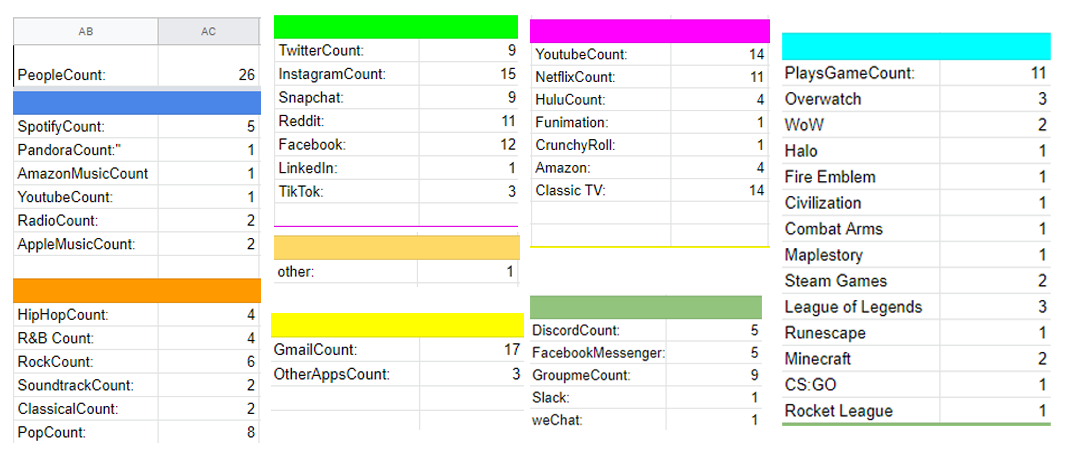 AB AC
PeopleCount: 26
SpotifyCount: 5
PandoraCount:" 1
AmazonMusicCount 1
YoutubeCount: 1
RadioCount: 2
AppleMusicCount: 2
HipHopCount: 4
R&B Count: 4
RockCount: 6
SoundtrackCount: 2
ClassicalCount: 2
PopCount: 8
TwitterCount: 9
InstagramCount: 15
Snapchat: 9
Reddit: 11
Facebook: 12
LinkedIn: 1
TikTok: 3
other: 1
GmailCount: 17
OtherAppsCount: 3
YoutubeCount: 14
NetflixCount: 11
HuluCount: 4
Funimation: 1
CrunchyRoll: 1
Amazon: 4
Classic TV: 14
DiscordCount: 5
FacebookMessenger: 5
GroupmeCount: 9
Slack: 1
weChat: 1
PlaysGameCount: 11
Overwatch 3
WoW 2
Halo 1
Fire Emblem 1
Civilization 1
Combat Arms 1
Maplestory 1
Steam Games 2
League of Legends 3
Runescape 1
Minecraft 2
CS:GO 1
Rocket League 1